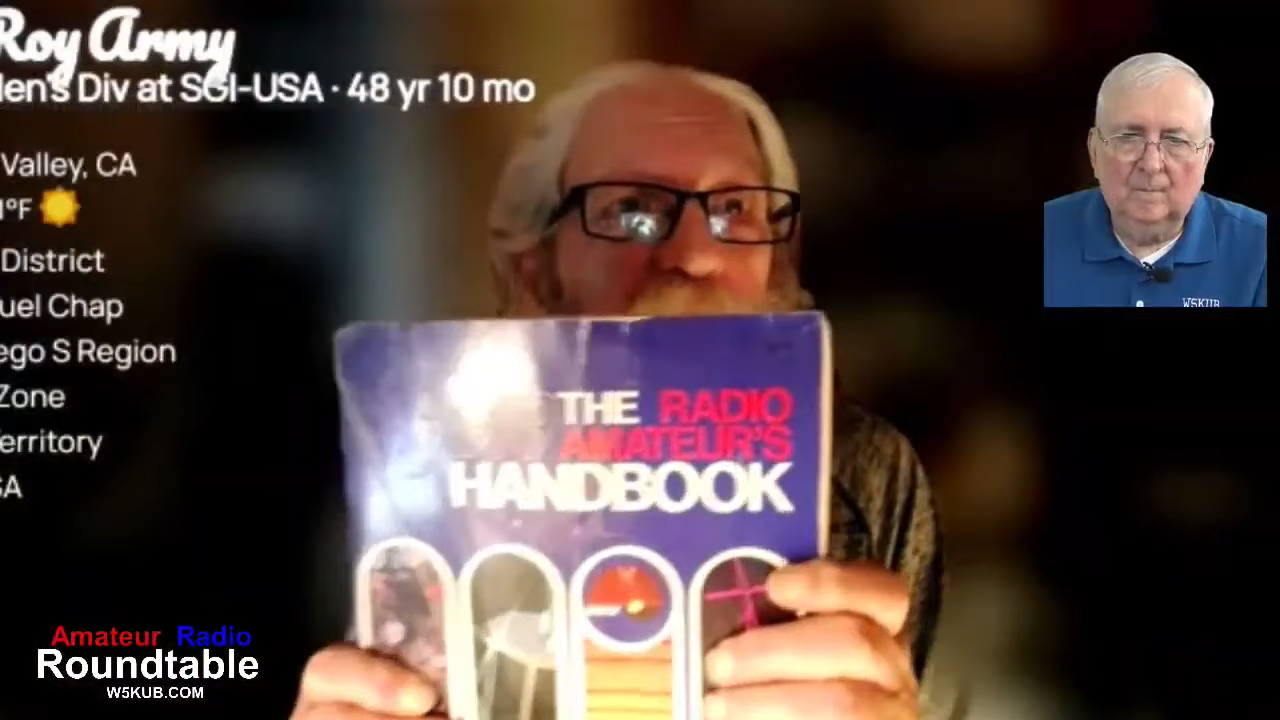 Roy Army
Men's Div at SGI-USA · 48 yr 10 mo
Valley, CA
°F
District
uel Chap
ego S Region
Zone
erritory
SA
THE RADIO
AMATEUR'S
HANDBOOK
W5KUB
Amateur Radio
Roundtable
W5KUB.COM